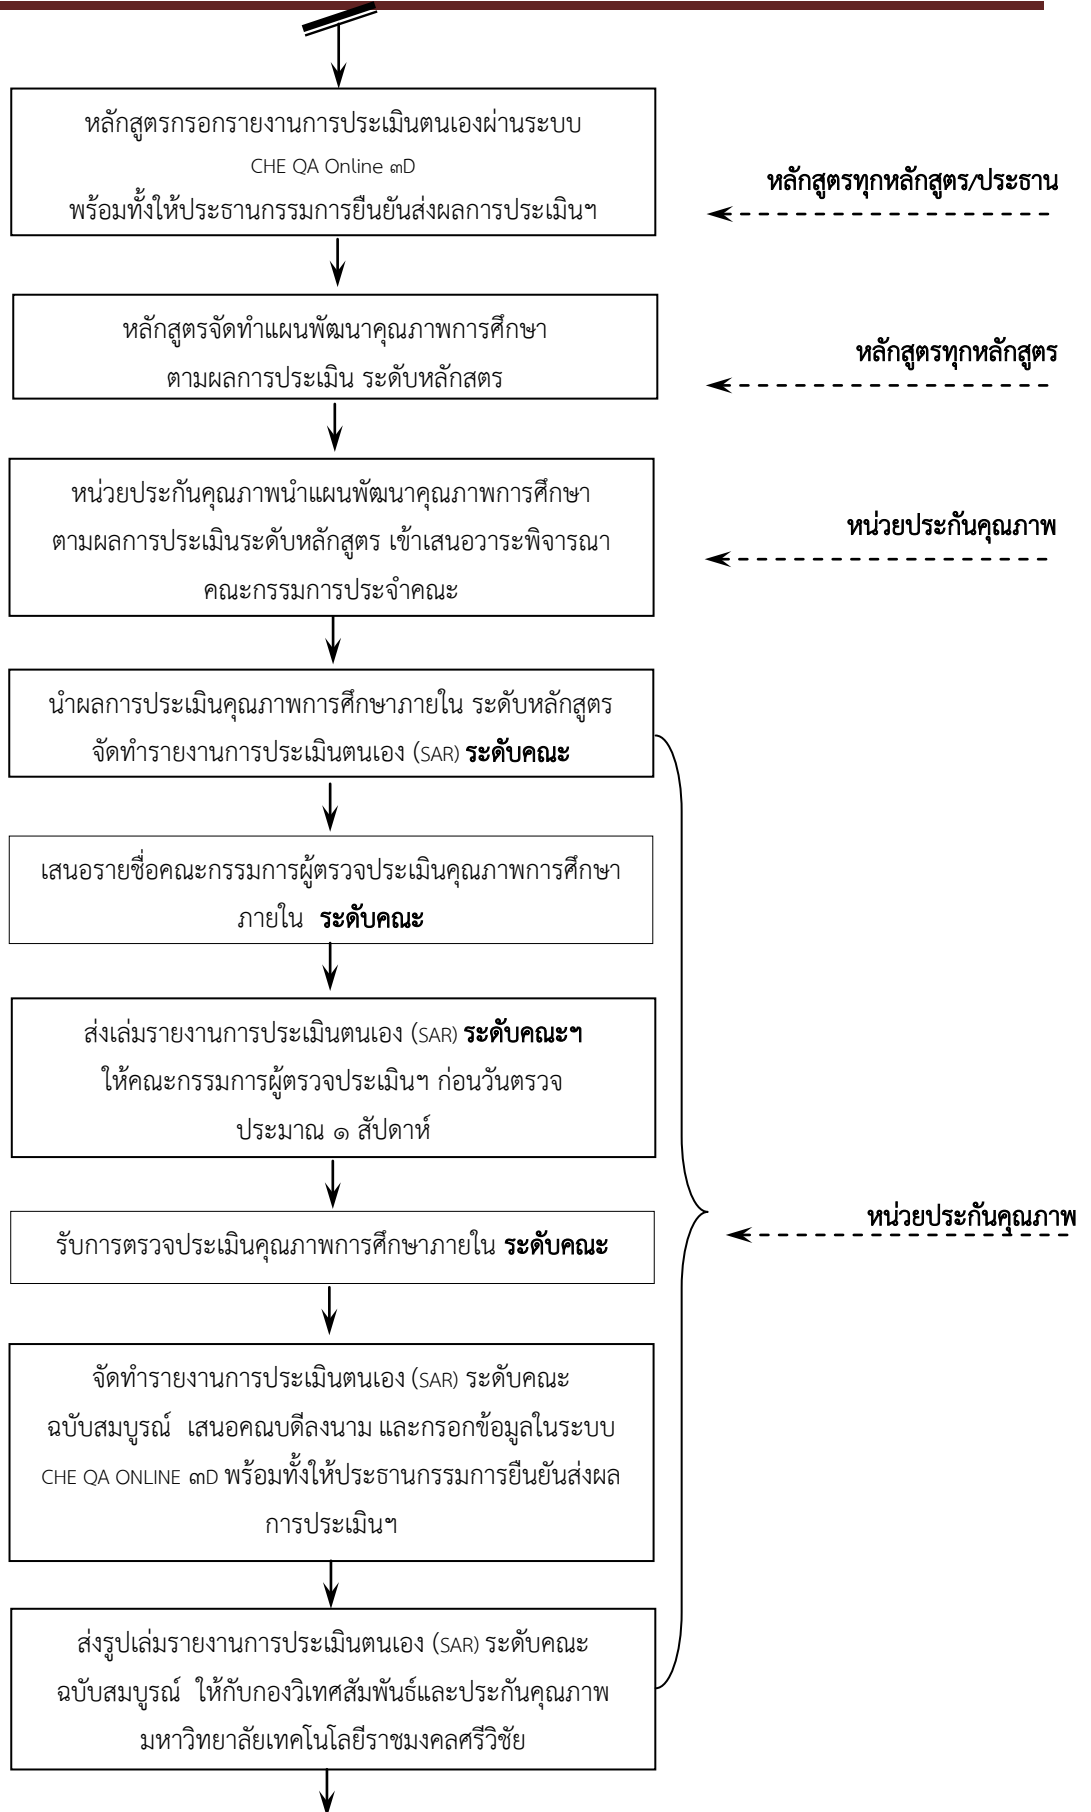 หลักสูตรกรอกรายงานการประเมินตนเองผ่านระบบ
CHE QA Online ๓D
พร้อมทั้งให้ประธานกรรมการยืนยันส่งผลการประเมินฯ
หลักสูตรทุกหลักสูตร/ประธาน
หลักสูตรจัดทำแผนพัฒนาคุณภาพการศึกษา
ตามผลการประเมิน ระดับหลักสตร
หลักสูตรทุกหลักสูตร
หน่วยประกันคุณภาพนำแผนพัฒนาคุณภาพการศึกษา
ตามผลการประเมินระดับหลักสูตร เข้าเสนอวาระพิจารณา
คณะกรรมการประจำคณะ
หน่วยประกันคุณภาพ
นำผลการประเมินคุณภาพการศึกษาภายใน ระดับหลักสูตร
จัดทำรายงานการประเมินตนเอง (SAR) ระดับคณะ
เสนอรายชื่อคณะกรรมการผู้ตรวจประเมินคุณภาพการศึกษา
ภายใน ระดับคณะ
ส่งเล่มรายงานการประเมินตนเอง (SAR) ระดับคณะฯ
ให้คณะกรรมการผู้ตรวจประเมินฯ ก่อนวันตรวจ
ประมาณ ๑ สัปดาห์
รับการตรวจประเมินคุณภาพการศึกษาภายใน ระดับคณะ
หน่วยประกันคุณภาพ
จัดทำรายงานการประเมินตนเอง (SAR) ระดับคณะ
ฉบับสมบูรณ์ เสนอคณบดีลงนาม และกรอกข้อมูลในระบบ
CHE QA ONLINE ๓D พร้อมทั้งให้ประธานกรรมการยืนยันส่งผล
การประเมินฯ
ส่งรูปเล่มรายงานการประเมินตนเอง (SAR) ระดับคณะ
ฉบับสมบูรณ์ ให้กับกองวิเทศสัมพันธ์และประกันคุณภาพ
มหาวิทยาลัยเทคโนโลยีราชมงคลศรีวิชัย